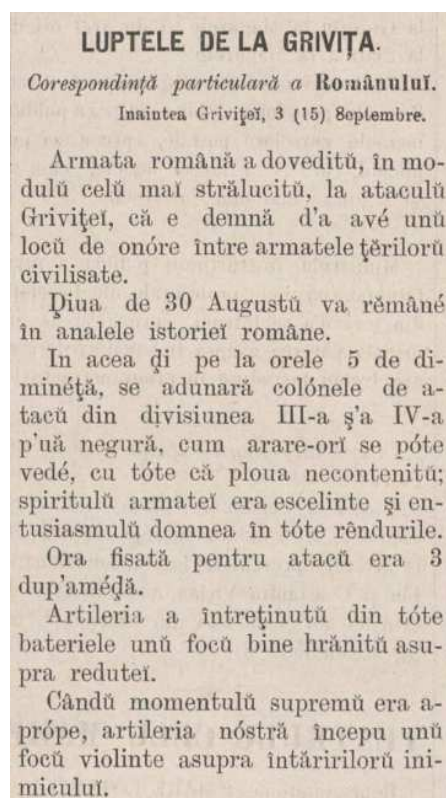 LUPTELE DE LA GRIVIȚA.
Corespondință particulară a Românuluĭ.
Inaintea Griviţeĭ, 3 (15) Septembre.
Armata română a doveditŭ, în mo-
dulŭ celŭ maĭ strălucitŭ, la ataculŭ
Griviţeĭ, că e demnă d'a avé unŭ
locŭ de onóre între armatele ţĕrilorŭ
civilisate.
Ḑiua de 30 Augustŭ va rĕmâné
în analele istorieĭ române.
In acea ḑi pe la orele 5 de di-
minéţă, se adunară colónele de a-
tacŭ din divisiunea III-a ş'a IV-a
p'uă negură, cum arare-orĭ se póte
vedé, cu tóte că ploua necontenitŭ;
spiritulŭ armateĭ era escelinte şi en-
tusiasmulŭ domnea în tóte rêndurile.
Ora fisată pentru atacŭ era 3
dup'améḑă.
Artileria a întreţinutŭ din tóte
bateriele unŭ focŭ bine hrănitŭ asu-
pra reduteĭ.
Cândŭ momentulŭ supremŭ era a-
própe, artileria nóstră începu unŭ
focŭ violinte asupra întăririlorŭ ini-
miculuĭ.